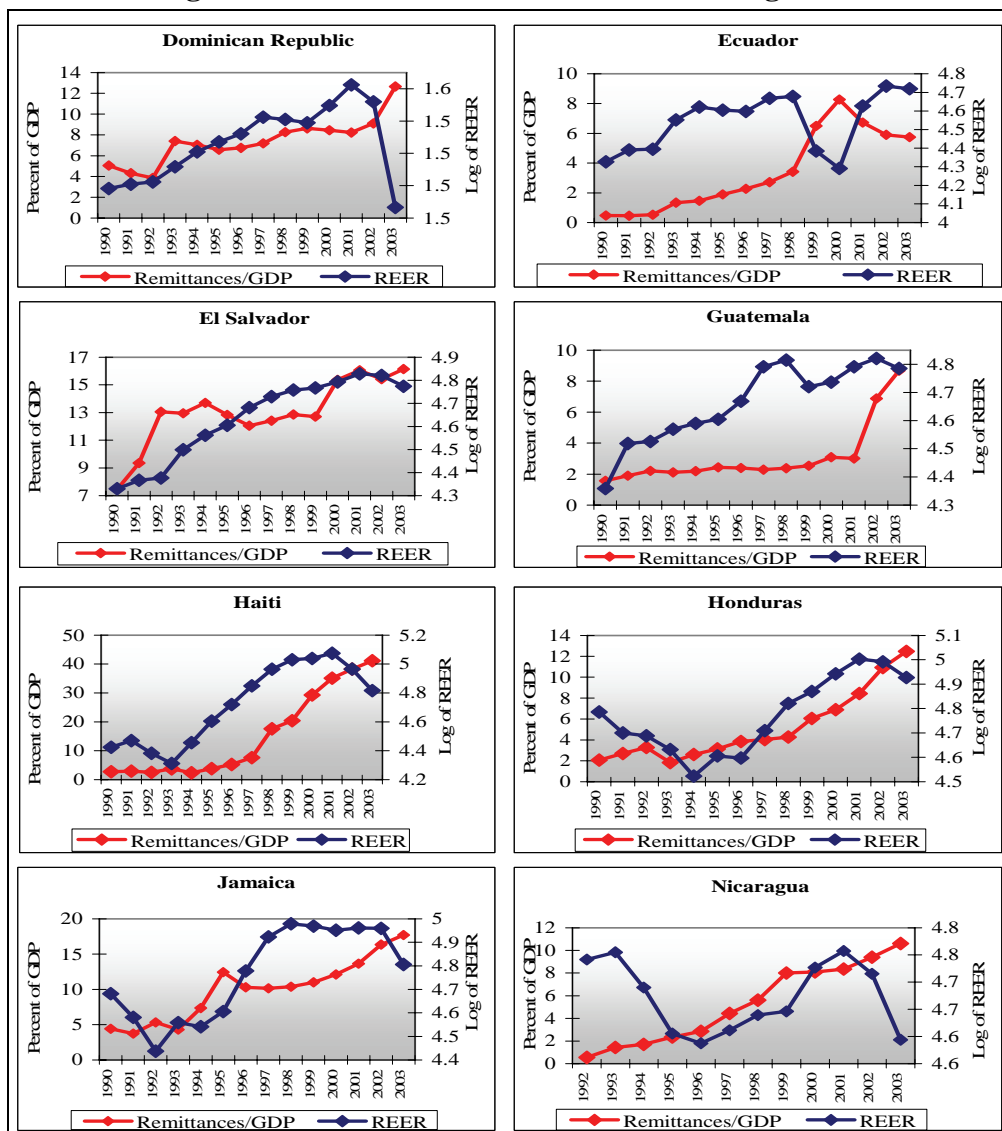 Dominican Republic
Percent of GDP
14
12
10
8
6
4
2
0
1.6
1.5
1.5
1.5
1.5
Log of REER
1990 1991 1992 1993 1994 1995 1996 1997 1998 1999 2000 2001 2002 2003
Remittances/GDP REER
Ecuador
Percent of GDP
10
8
6
4
2
0
4.8
4.7
4.6
4.5
4.4
4.3
4.2
4.1
4
Log of REER
1990 1991 1992 1993 1994 1995 1996 1997 1998 1999 2000 2001 2002 2003
Remittances/GDP REER
El Salvador
Percent of GDP
17
15
13
11
9
7
4.9
4.8
4.7
4.6
4.5
4.4
4.3
Log of REER
1990 1991 1992 1993 1994 1995 1996 1997 1998 1999 2000 2001 2002 2003
Remittances/GDP REER
Guatemala
Percent of GDP
10
8
6
4
2
0
4.8
4.7
4.6
4.5
4.4
4.3
Log of REER
1990 1991 1992 1993 1994 1995 1996 1997 1998 1999 2000 2001 2002 2003
Remittances/GDP REER
Haiti
Percent of GDP
50
40
30
20
10
0
5.2
5
4.8
4.6
4.4
4.2
Log of REER
1990 1991 1992 1993 1994 1995 1996 1997 1998 1999 2000 2001 2002 2003
Remittances/GDP REER
Honduras
Percent of GDP
14
12
10
8
6
4
2
0
5.1
5
4.9
4.8
4.7
4.6
4.5
Log of REER
1990 1991 1992 1993 1994 1995 1996 1997 1998 1999 2000 2001 2002 2003
Remittances/GDP REER
Jamaica
Percent of GDP
20
15
10
5
0
5
4.9
4.8
4.7
4.6
4.5
4.4
Log of REER
1990 1991 1992 1993 1994 1995 1996 1997 1998 1999 2000 2001 2002 2003
Remittances/GDP REER
Nicaragua
Percent of GDP
12
10
8
6
4
2
0
4.8
4.8
4.7
4.7
4.6
4.6
Log of REER
1992 1993 1994 1995 1996 1997 1998 1999 2000 2001 2002 2003
Remittances/GDP REER